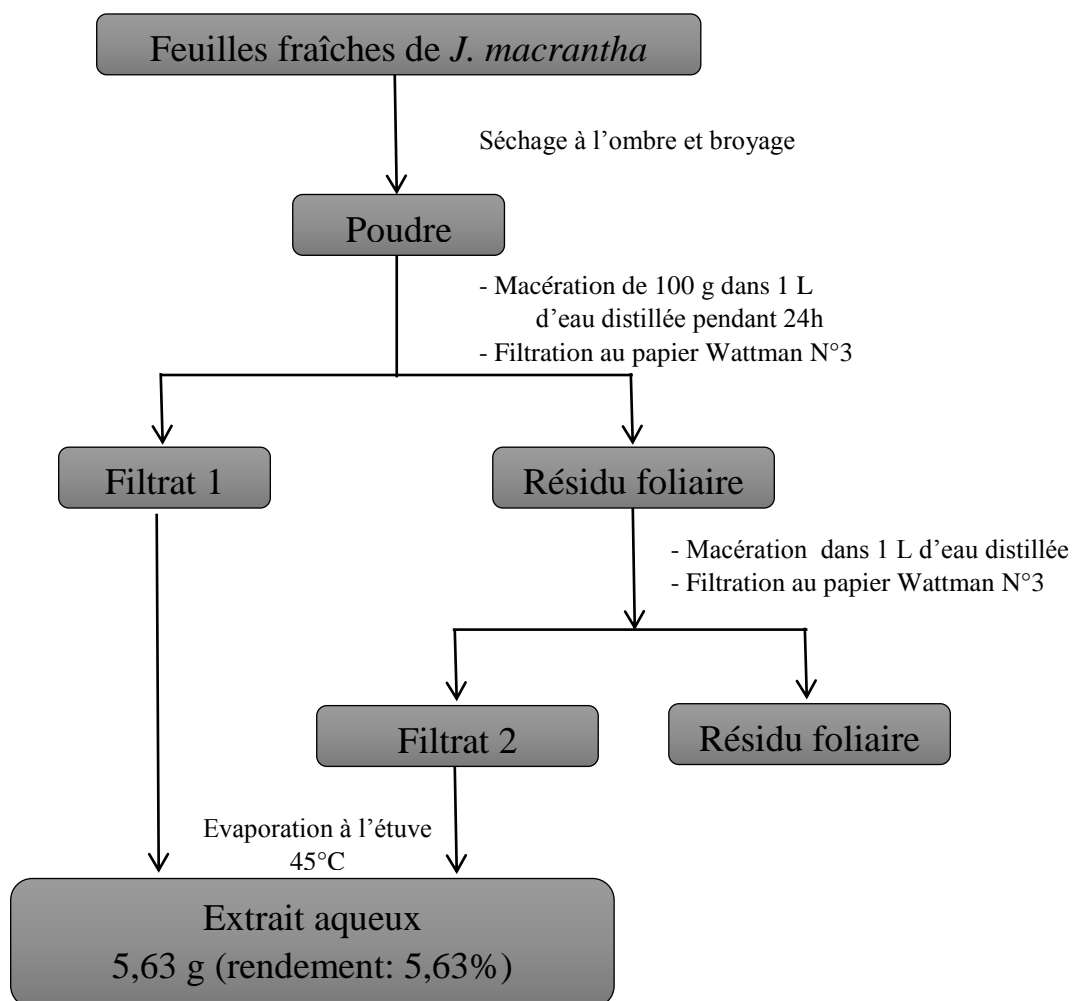 Feuilles fraîches de J. macrantha
Séchage à l’ombre et broyage
Poudre
- Macération de 100 g dans 1 L
d’eau distillée pendant 24h
- Filtration au papier Wattman N°3
Filtrat 1
Résidu foliaire
- Macération dans 1 L d’eau distillée
- Filtration au papier Wattman N°3
Filtrat 2
Résidu foliaire
Evaporation à l’étuve
45°C
Extrait aqueux
5,63 g (rendement: 5,63%)